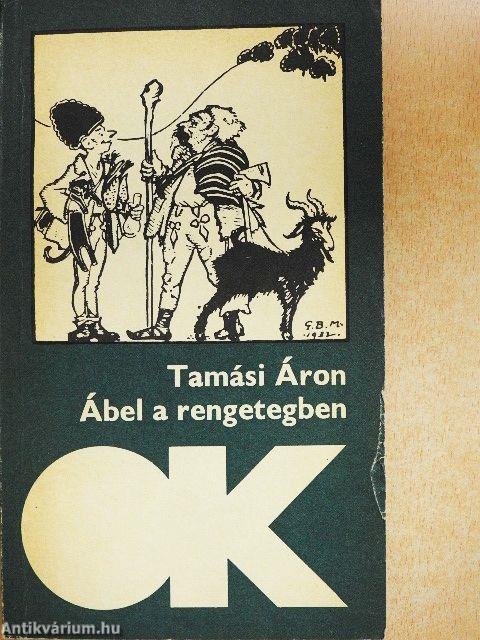 G.B.M.
1932
Tamási Áron
Ábel a rengetegben
OK
Antikvárium.hu